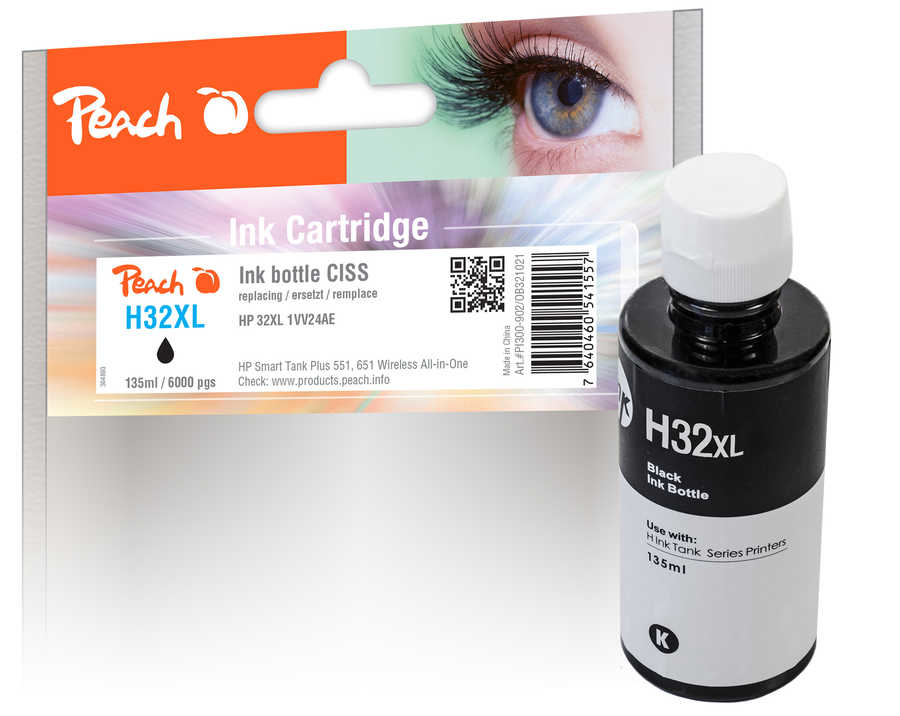 Peach
Ink Cartridge
Peach
H32XL
135ml / 6000 pgs
Ink bottle CISS
replacing / ersetzt / remplace
HP 32XL 1VV24AE
HP Smart Tank Plus 551, 651 Wireless All-in-One
Check: www.products.peach.info
Made in China
Art.#PI300-902/OB321021
7 640460 541557
K
H32XL
Black
Ink Bottle
Use with:
H Ink Tank Series Printers
135ml
K